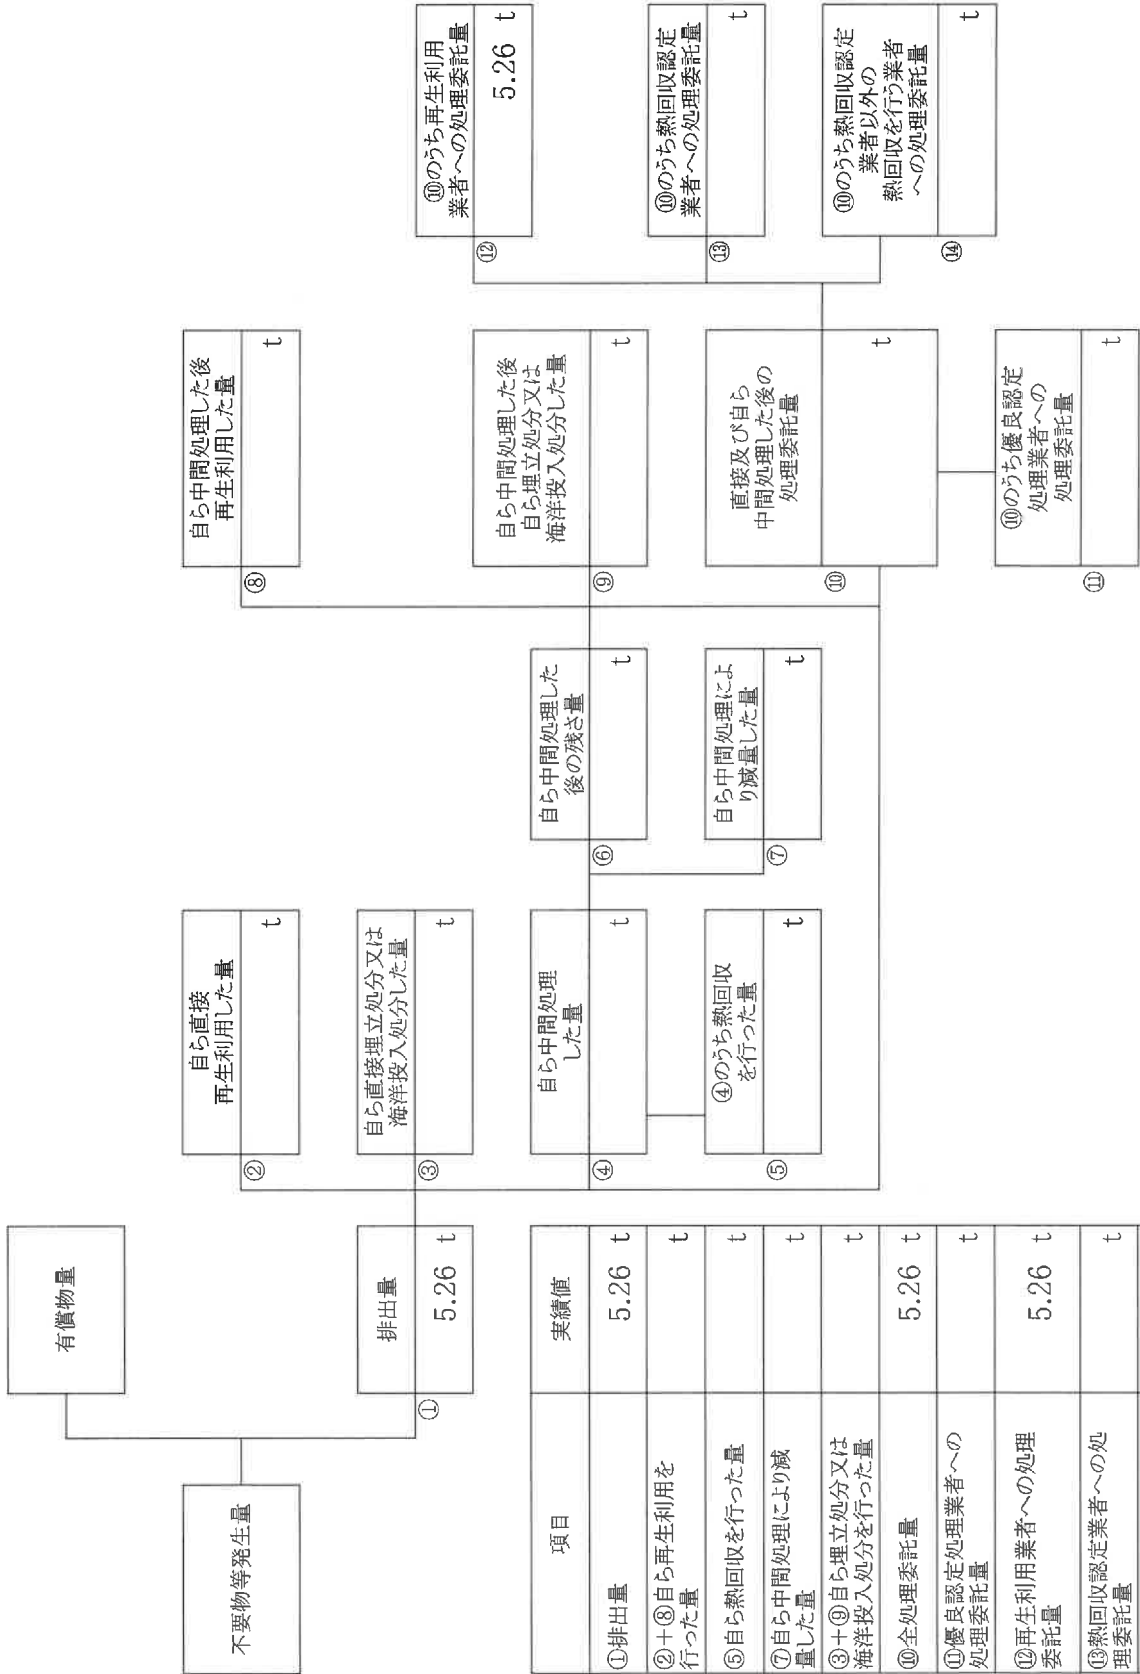 有償物量
不要物等発生量
排出量
①
5.26 t
自ら直接
再生利用した量
②
t
自ら直接埋立処分又は
海洋投入処分した量
③
t
自ら中間処理
した量
④
t
④のうち熱回収
を行った量
⑤
t
自ら中間処理した
後の残さ量
⑥
t
自ら中間処理によ
り減量した量
⑦
t
自ら中間処理した後
再生利用した量
⑧
t
自ら中間処理した後
自ら埋立処分又は
海洋投入処分した量
⑨
t
直接及び自ら
中間処理した後の
処理委託量
⑩
t
⑩のうち優良認定
処理業者への
処理委託量
⑪
t
⑩のうち再生利用
業者への処理委託量
⑫
5.26 t
⑩のうち熱回収認定
業者への処理委託量
⑬
t
⑩のうち熱回収認定
業者以外の
熱回収を行う業者
への処理委託量
⑭
t
項目 実績値
①排出量 5.26 t
②+⑧自ら再生利用を
行った量 t
⑤自ら熱回収を行った量 t
⑦自ら中間処理により減
量した量 t
③+⑨自ら埋立処分又は
海洋投入処分を行った量 t
⑩全処理委託量 5.26 t
⑪優良認定処理業者への
処理委託量 t
⑫再生利用業者への処理
委託量 5.26 t
⑬熱回収認定業者への処
理委託量 t